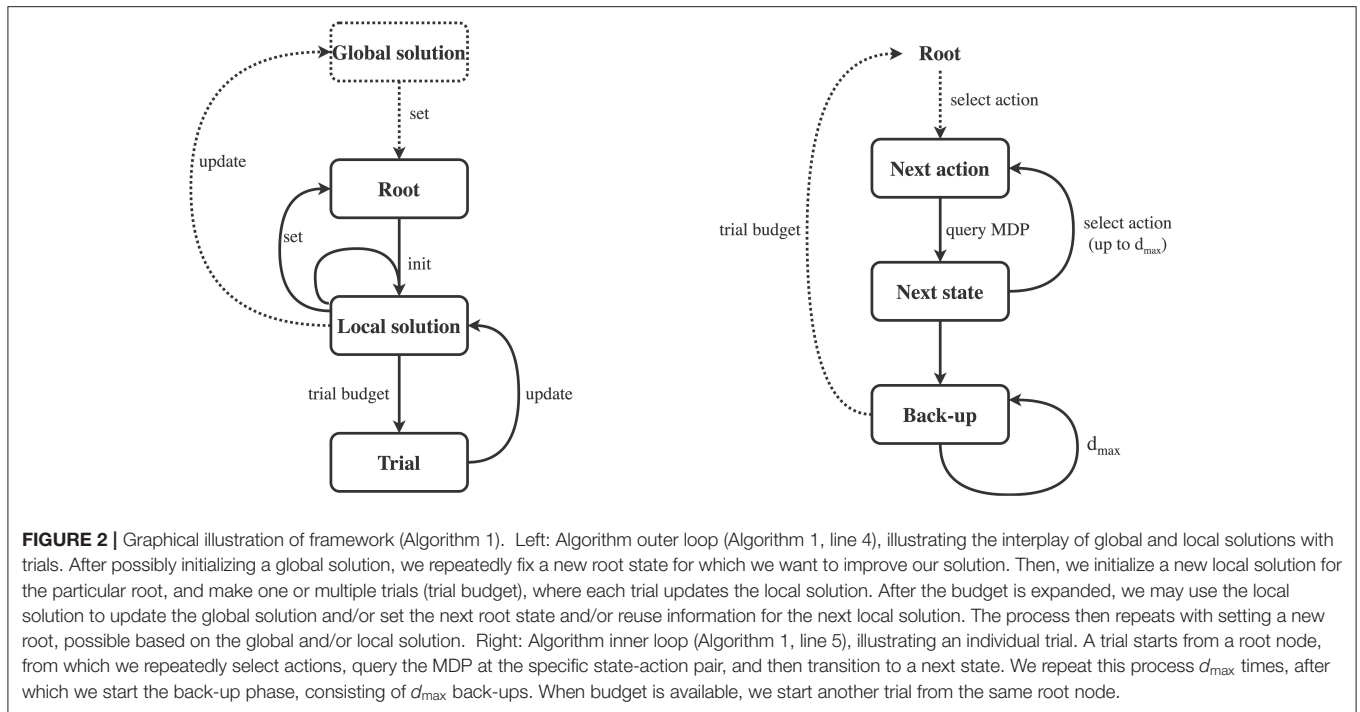 Global solution
set
update
Root
set
init
Local solution
trial budget
update
Trial
Root
select action
Next action
trial budget
query MDP
select action
(up to d_max)
Next state
Back-up
d_max
FIGURE 2 | Graphical illustration of framework (Algorithm 1). Left: Algorithm outer loop (Algorithm 1, line 4), illustrating the interplay of global and local solutions with
trials. After possibly initializing a global solution, we repeatedly fix a new root state for which we want to improve our solution. Then, we initialize a new local solution for
the particular root, and make one or multiple trials (trial budget), where each trial updates the local solution. After the budget is expanded, we may use the local
solution to update the global solution and/or set the next root state and/or reuse information for the next local solution. The process then repeats with setting a new
root, possible based on the global and/or local solution. Right: Algorithm inner loop (Algorithm 1, line 5), illustrating an individual trial. A trial starts from a root node,
from which we repeatedly select actions, query the MDP at the specific state-action pair, and then transition to a next state. We repeat this process d_max times, after
which we start the back-up phase, consisting of d_max back-ups. When budget is available, we start another trial from the same root node.